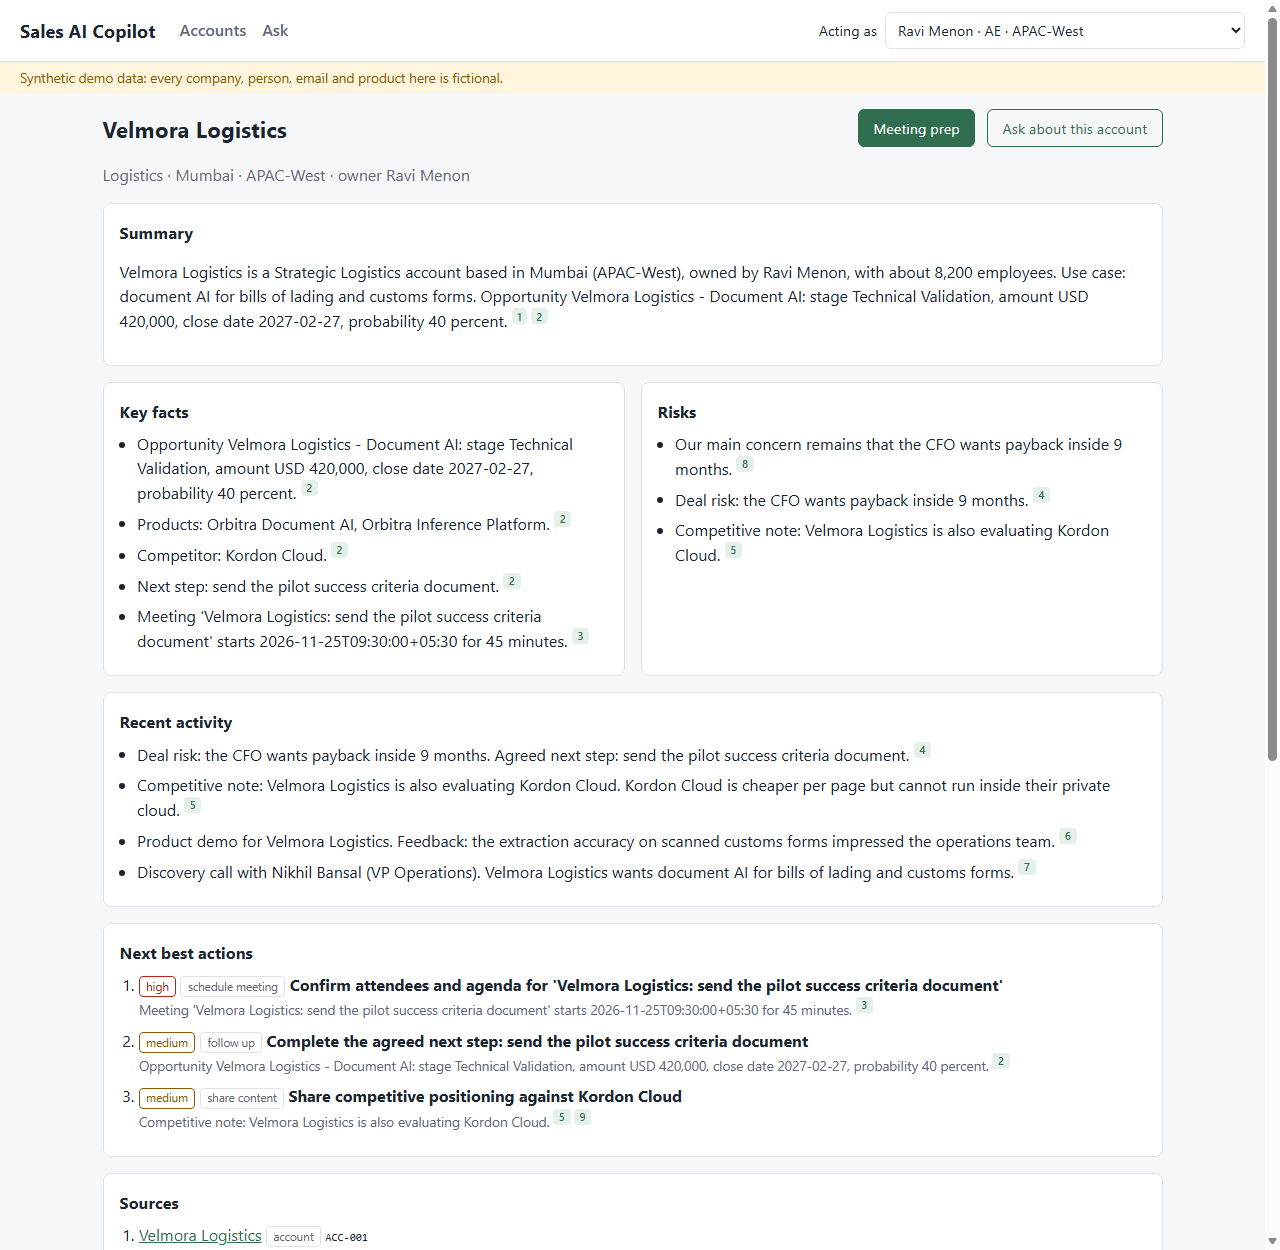 Sales AI Copilot Accounts Ask Acting as Ravi Menon · AE · APAC-West
Synthetic demo data: every company, person, email and product here is fictional.
Velmora Logistics Meeting prep Ask about this account
Logistics · Mumbai · APAC-West · owner Ravi Menon
Summary
Velmora Logistics is a Strategic Logistics account based in Mumbai (APAC-West), owned by Ravi Menon, with about 8,200 employees. Use case:
document AI for bills of lading and customs forms. Opportunity Velmora Logistics - Document AI: stage Technical Validation, amount USD
420,000, close date 2027-02-27, probability 40 percent. 1 2
Key facts
Opportunity Velmora Logistics - Document AI: stage Technical
Validation, amount USD 420,000, close date 2027-02-27,
probability 40 percent. 2
Products: Orbitra Document AI, Orbitra Inference Platform. 2
Competitor: Kordon Cloud. 2
Next step: send the pilot success criteria document. 2
Meeting 'Velmora Logistics: send the pilot success criteria
document' starts 2026-11-25T09:30:00+05:30 for 45 minutes. 3
Risks
Our main concern remains that the CFO wants payback inside 9
months. 8
Deal risk: the CFO wants payback inside 9 months. 4
Competitive note: Velmora Logistics is also evaluating Kordon
Cloud. 5
Recent activity
Deal risk: the CFO wants payback inside 9 months. Agreed next step: send the pilot success criteria document. 4
Competitive note: Velmora Logistics is also evaluating Kordon Cloud. Kordon Cloud is cheaper per page but cannot run inside their private
cloud. 5
Product demo for Velmora Logistics. Feedback: the extraction accuracy on scanned customs forms impressed the operations team. 6
Discovery call with Nikhil Bansal (VP Operations). Velmora Logistics wants document AI for bills of lading and customs forms. 7
Next best actions
1. high schedule meeting Confirm attendees and agenda for 'Velmora Logistics: send the pilot success criteria document'
Meeting 'Velmora Logistics: send the pilot success criteria document' starts 2026-11-25T09:30:00+05:30 for 45 minutes. 3
2. medium follow up Complete the agreed next step: send the pilot success criteria document
Opportunity Velmora Logistics - Document AI: stage Technical Validation, amount USD 420,000, close date 2027-02-27, probability 40 percent. 2
3. medium share content Share competitive positioning against Kordon Cloud
Competitive note: Velmora Logistics is also evaluating Kordon Cloud. 5 9
Sources
1. Velmora Logistics account ACC-001